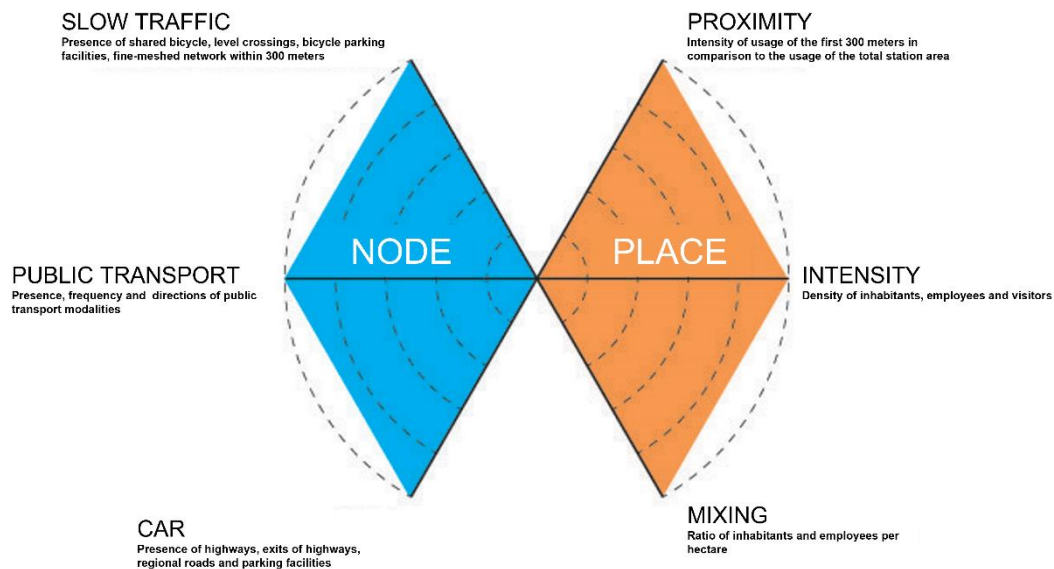 SLOW TRAFFIC
Presence of shared bicycle, level crossings, bicycle parking
facilities, fine-meshed network within 300 meters
PROXIMITY
Intensity of usage of the first 300 meters in
comparison to the usage of the total station area
NODE
PLACE
PUBLIC TRANSPORT
Presence, frequency and directions of public
transport modalities
INTENSITY
Density of inhabitants, employees and visitors
CAR
Presence of highways, exits of highways,
regional roads and parking facilities
MIXING
Ratio of inhabitants and employees per
hectare